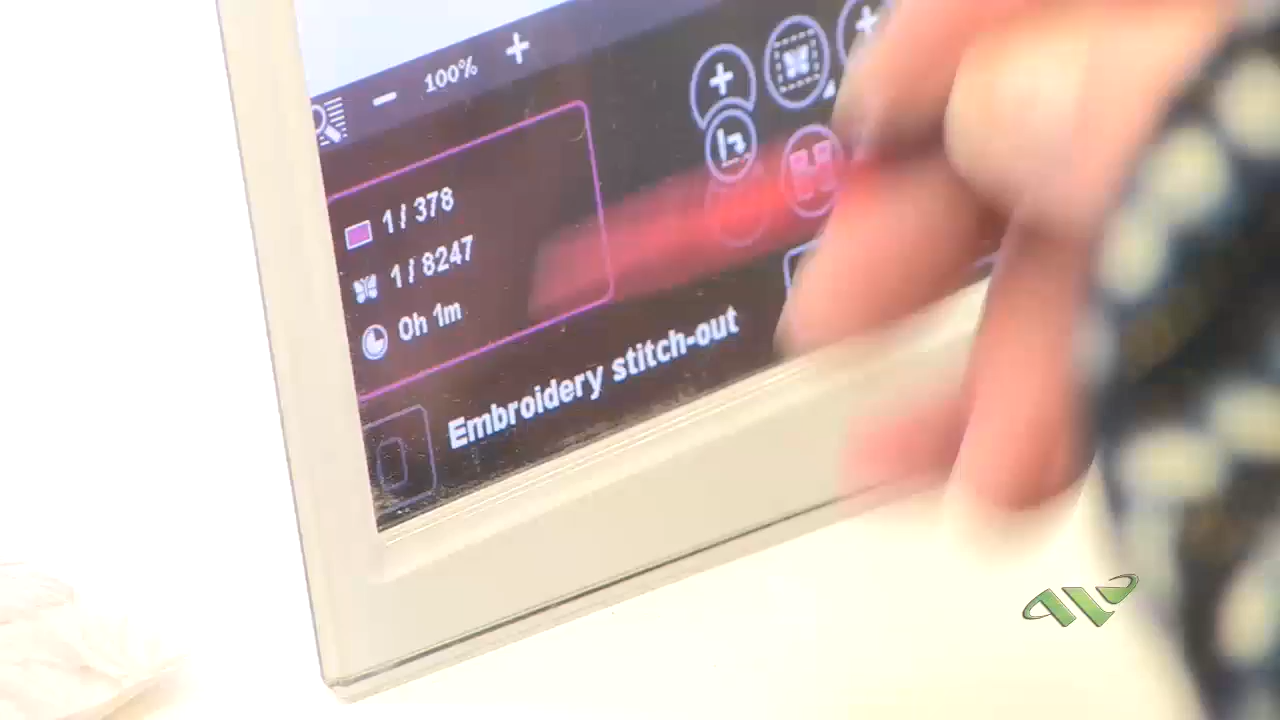 100%
1 / 378
1 / 8247
0h 1m
Embroidery stitch-out